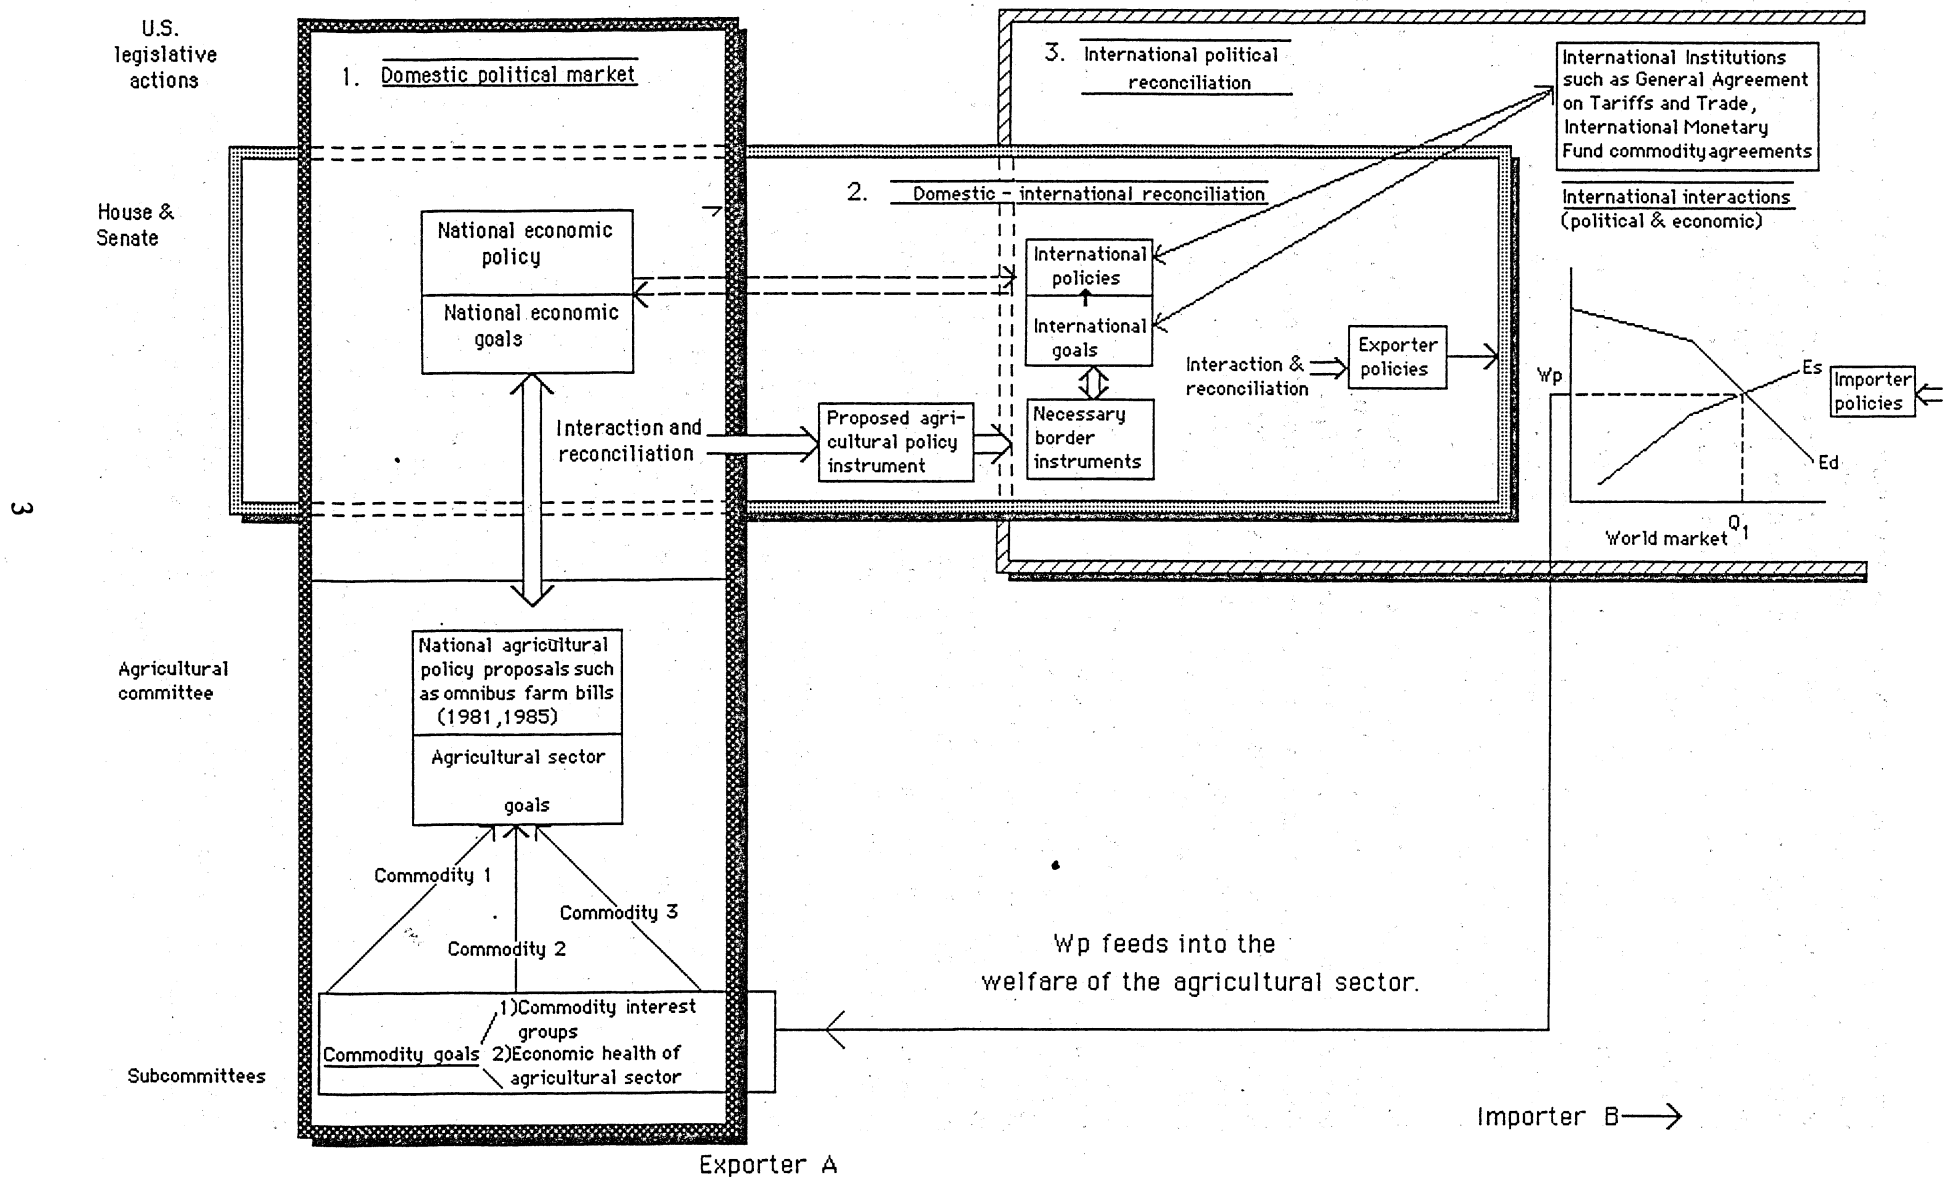 U.S.
legislative
actions
1. Domestic political market
3. International political
reconciliation
International Institutions
such as General Agreement
on Tariffs and Trade,
International Monetary
Fund commodity agreements
International interactions
(political & economic)
House &
Senate
2. Domestic - international reconciliation
National economic
policy
National economic
goals
International
policies
International
goals
Interaction &
reconciliation
Exporter
policies
Wp
Es
Ed
Importer
policies
Q1
World market
Interaction and
reconciliation
Proposed agri-
cultural policy
instrument
Necessary
border
instruments
3
Agricultural
committee
National agricultural
policy proposals such
as omnibus farm bills
(1981,1985)
Agricultural sector
goals
Commodity 1
Commodity 3
Commodity 2
Wp feeds into the
welfare of the agricultural sector.
Subcommittees
Commodity goals
1)Commodity interest
groups
2)Economic health of
agricultural sector
Importer B
Exporter A